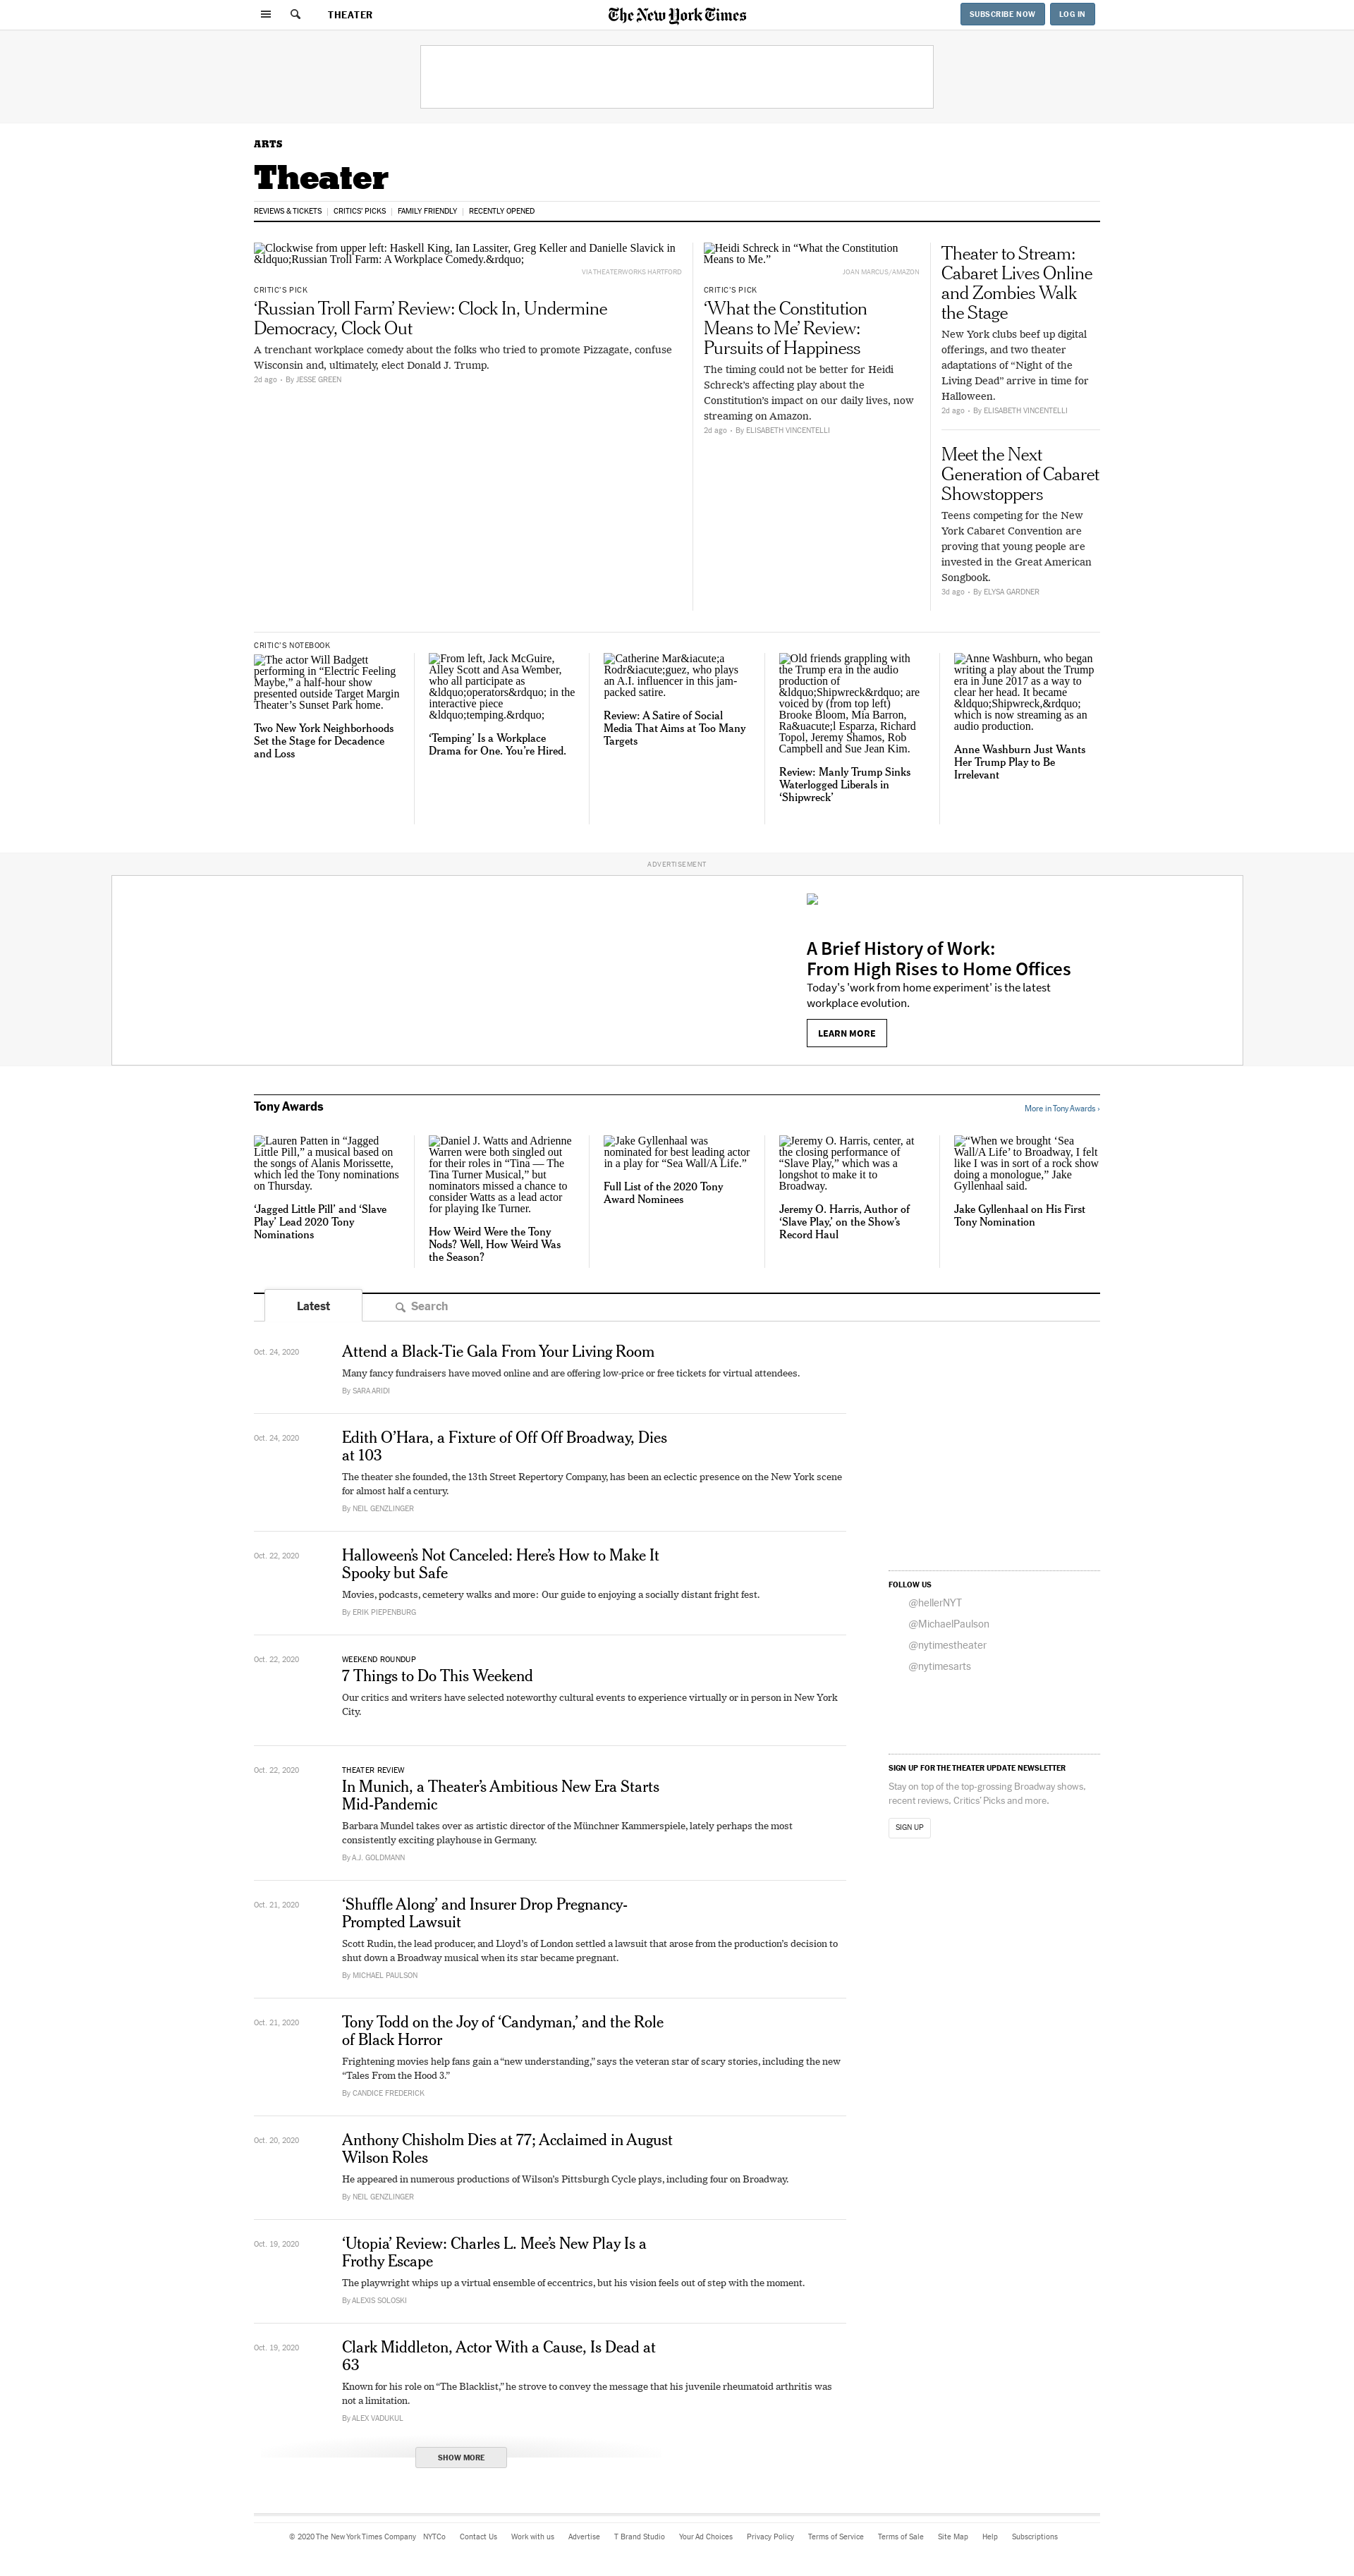 THEATER
The New York Times
SUBSCRIBE NOW
LOG IN
ARTS
Theater
REVIEWS & TICKETS | CRITICS' PICKS | FAMILY FRIENDLY | RECENTLY OPENED
Clockwise from upper left: Haskell King, Ian Lassiter, Greg Keller and Danielle Slavick in
&ldquo;Russian Troll Farm: A Workplace Comedy.&rdquo;
VIA THEATERWORKS HARTFORD
CRITIC'S PICK
‘Russian Troll Farm’ Review: Clock In, Undermine
Democracy, Clock Out
A trenchant workplace comedy about the folks who tried to promote Pizzagate, confuse
Wisconsin and, ultimately, elect Donald J. Trump.
2d ago • By JESSE GREEN
Heidi Schreck in “What the Constitution
Means to Me.”
JOAN MARCUS/AMAZON
CRITIC'S PICK
‘What the Constitution
Means to Me’ Review:
Pursuits of Happiness
The timing could not be better for Heidi
Schreck’s affecting play about the
Constitution’s impact on our daily lives, now
streaming on Amazon.
2d ago • By ELISABETH VINCENTELLI
Theater to Stream:
Cabaret Lives Online
and Zombies Walk
the Stage
New York clubs beef up digital
offerings, and two theater
adaptations of “Night of the
Living Dead” arrive in time for
Halloween.
2d ago • By ELISABETH VINCENTELLI
Meet the Next
Generation of Cabaret
Showstoppers
Teens competing for the New
York Cabaret Convention are
proving that young people are
invested in the Great American
Songbook.
3d ago • By ELYSA GARDNER
CRITIC'S NOTEBOOK
The actor Will Badgett
performing in “Electric Feeling
Maybe,” a half-hour show
presented outside Target Margin
Theater’s Sunset Park home.
Two New York Neighborhoods
Set the Stage for Decadence
and Loss
From left, Jack McGuire,
Alley Scott and Asa Wember,
who all participate as
&ldquo;operators&rdquo; in the
interactive piece
&ldquo;temping.&rdquo;
‘Temping’ Is a Workplace
Drama for One. You’re Hired.
Catherine Mar&iacute;a
Rodr&iacute;guez, who plays
an A.I. influencer in this jam-
packed satire.
Review: A Satire of Social
Media That Aims at Too Many
Targets
Old friends grappling with
the Trump era in the audio
production of
&ldquo;Shipwreck&rdquo; are
voiced by (from top left)
Brooke Bloom, Mia Barron,
Ra&uacute;l Esparza, Richard
Topol, Jeremy Shamos, Rob
Campbell and Sue Jean Kim.
Review: Manly Trump Sinks
Waterlogged Liberals in
‘Shipwreck’
Anne Washburn, who began
writing a play about the Trump
era in June 2017 as a way to
clear her head. It became
&ldquo;Shipwreck,&rdquo;
which is now streaming as an
audio production.
Anne Washburn Just Wants
Her Trump Play to Be
Irrelevant
ADVERTISEMENT
A Brief History of Work:
From High Rises to Home Offices
Today's 'work from home experiment' is the latest
workplace evolution.
LEARN MORE
Tony Awards
More in Tony Awards ›
Lauren Patten in “Jagged
Little Pill,” a musical based on
the songs of Alanis Morissette,
which led the Tony nominations
on Thursday.
‘Jagged Little Pill’ and ‘Slave
Play’ Lead 2020 Tony
Nominations
Daniel J. Watts and Adrienne
Warren were both singled out
for their roles in “Tina — The
Tina Turner Musical,” but
nominators missed a chance to
consider Watts as a lead actor
for playing Ike Turner.
How Weird Were the Tony
Nods? Well, How Weird Was
the Season?
Jake Gyllenhaal was
nominated for best leading actor
in a play for “Sea Wall/A Life.”
Full List of the 2020 Tony
Award Nominees
Jeremy O. Harris, center, at
the closing performance of
“Slave Play,” which was a
longshot to make it to
Broadway.
Jeremy O. Harris, Author of
‘Slave Play,’ on the Show’s
Record Haul
“When we brought ‘Sea
Wall/A Life’ to Broadway, I felt
like I was in sort of a rock show
doing a monologue,” Jake
Gyllenhaal said.
Jake Gyllenhaal on His First
Tony Nomination
Latest
Search
Oct. 24, 2020
Attend a Black-Tie Gala From Your Living Room
Many fancy fundraisers have moved online and are offering low-price or free tickets for virtual attendees.
By SARA ARIDI
Oct. 24, 2020
Edith O’Hara, a Fixture of Off Off Broadway, Dies
at 103
The theater she founded, the 13th Street Repertory Company, has been an eclectic presence on the New York scene
for almost half a century.
By NEIL GENZLINGER
Oct. 22, 2020
Halloween’s Not Canceled: Here’s How to Make It
Spooky but Safe
Movies, podcasts, cemetery walks and more: Our guide to enjoying a socially distant fright fest.
By ERIK PIEPENBURG
Oct. 22, 2020
WEEKEND ROUNDUP
7 Things to Do This Weekend
Our critics and writers have selected noteworthy cultural events to experience virtually or in person in New York
City.
Oct. 22, 2020
THEATER REVIEW
In Munich, a Theater’s Ambitious New Era Starts
Mid-Pandemic
Barbara Mundel takes over as artistic director of the Münchner Kammerspiele, lately perhaps the most
consistently exciting playhouse in Germany.
By A.J. GOLDMANN
Oct. 21, 2020
‘Shuffle Along’ and Insurer Drop Pregnancy-
Prompted Lawsuit
Scott Rudin, the lead producer, and Lloyd’s of London settled a lawsuit that arose from the production’s decision to
shut down a Broadway musical when its star became pregnant.
By MICHAEL PAULSON
Oct. 21, 2020
Tony Todd on the Joy of ‘Candyman,’ and the Role
of Black Horror
Frightening movies help fans gain a “new understanding,” says the veteran star of scary stories, including the new
“Tales From the Hood 3.”
By CANDICE FREDERICK
Oct. 20, 2020
Anthony Chisholm Dies at 77; Acclaimed in August
Wilson Roles
He appeared in numerous productions of Wilson’s Pittsburgh Cycle plays, including four on Broadway.
By NEIL GENZLINGER
Oct. 19, 2020
‘Utopia’ Review: Charles L. Mee’s New Play Is a
Frothy Escape
The playwright whips up a virtual ensemble of eccentrics, but his vision feels out of step with the moment.
By ALEXIS SOLOSKI
Oct. 19, 2020
Clark Middleton, Actor With a Cause, Is Dead at
63
Known for his role on “The Blacklist,” he strove to convey the message that his juvenile rheumatoid arthritis was
not a limitation.
By ALEX VADUKUL
SHOW MORE
FOLLOW US
@hellerNYT
@MichaelPaulson
@nytimestheater
@nytimesarts
SIGN UP FOR THE THEATER UPDATE NEWSLETTER
Stay on top of the top-grossing Broadway shows,
recent reviews, Critics' Picks and more.
SIGN UP
© 2020 The New York Times Company NYTCo Contact Us Work with us Advertise T Brand Studio Your Ad Choices Privacy Policy Terms of Service Terms of Sale Site Map Help Subscriptions